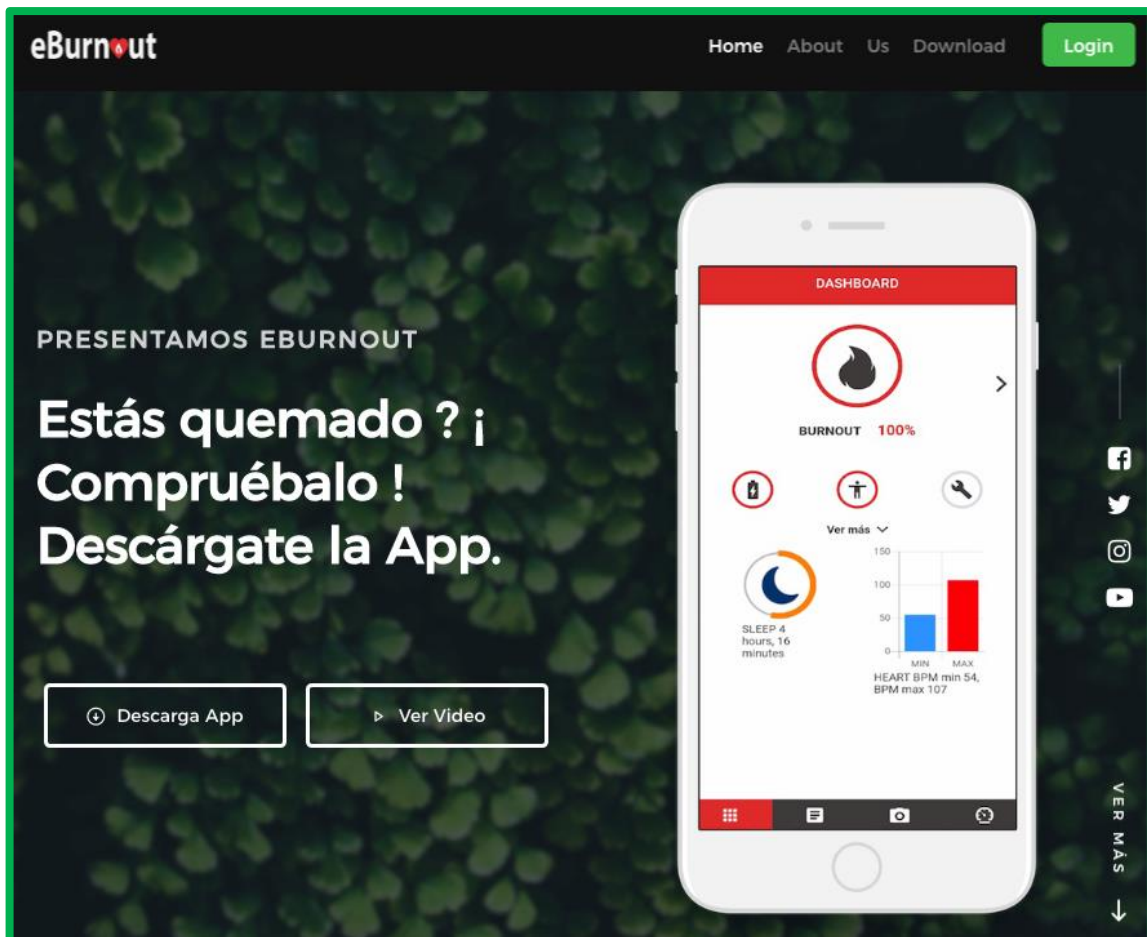 eBurnout
Home About Us Download Login
PRESENTAMOS EBURNOUT
Estás quemado ? ¡
Compruébalo !
Descárgate la App.
Descarga App
Ver Video
DASHBOARD
BURNOUT 100%
Ver más
SLEEP 4
hours, 16
minutes
150
100
50
0
MIN MAX
HEART BPM min 54,
BPM max 107
VER MÁS